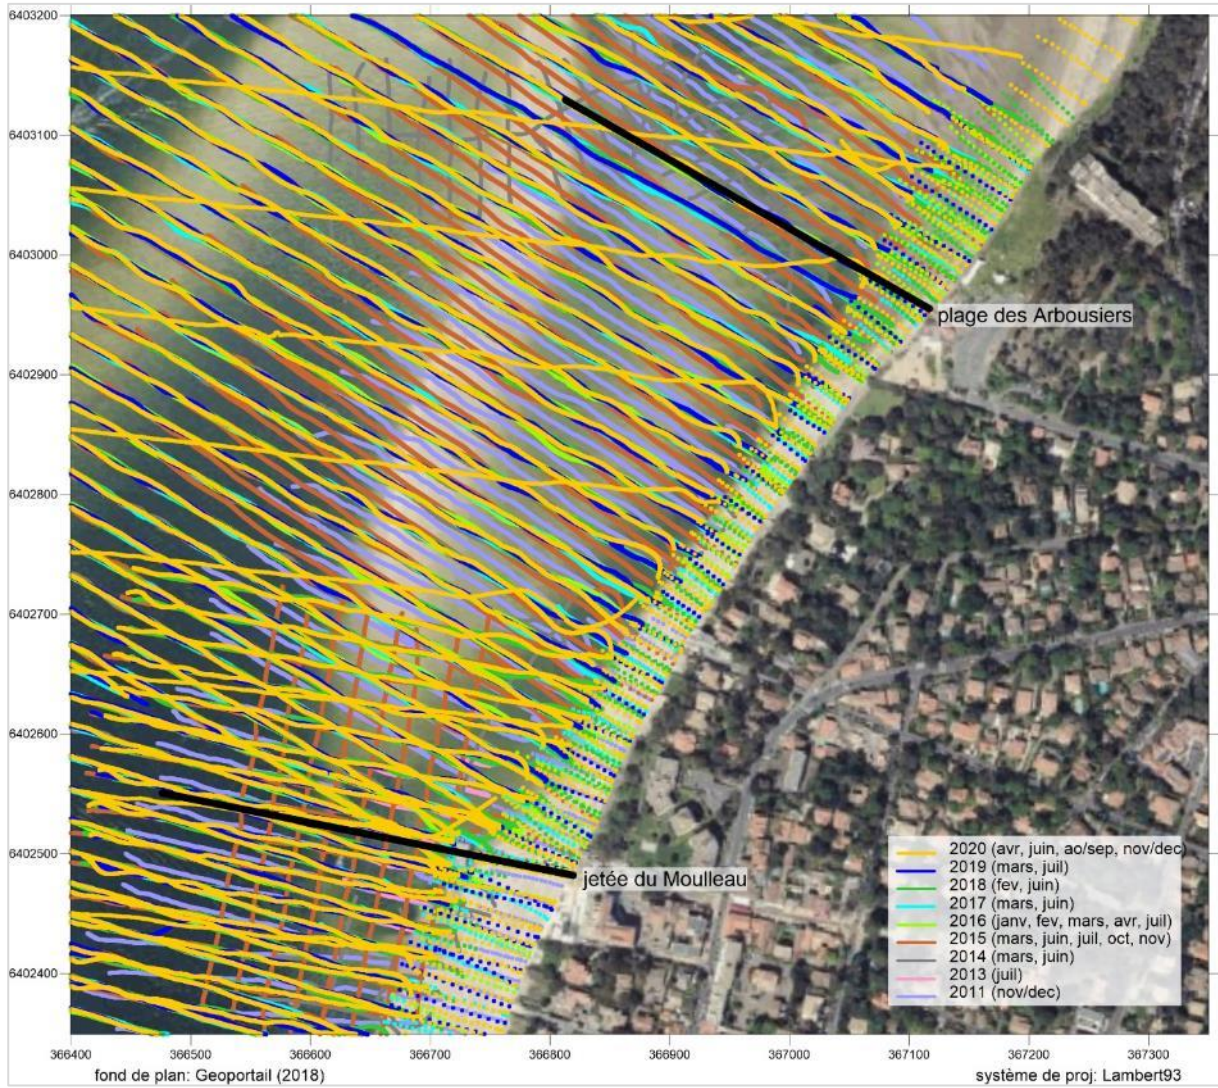 6403200
6403100
6403000
6402900
6402800
6402700
6402600
6402500
6402400
plage des Arbousiers
jetée du Moulleau
2020 (avr, juin, ao/sep, nov/dec)
2019 (mars, juil)
2018 (fev, juin)
2017 (mars, juin)
2016 (janv, fev, mars, avr, juil)
2015 (mars, juin, juil, oct, nov)
2014 (mars, juin)
2013 (juil)
2011 (nov/dec)
366400 366500 366600 366700 366800 366900 367000 367100 367200 367300
fond de plan: Geoportail (2018) système de proj: Lambert93